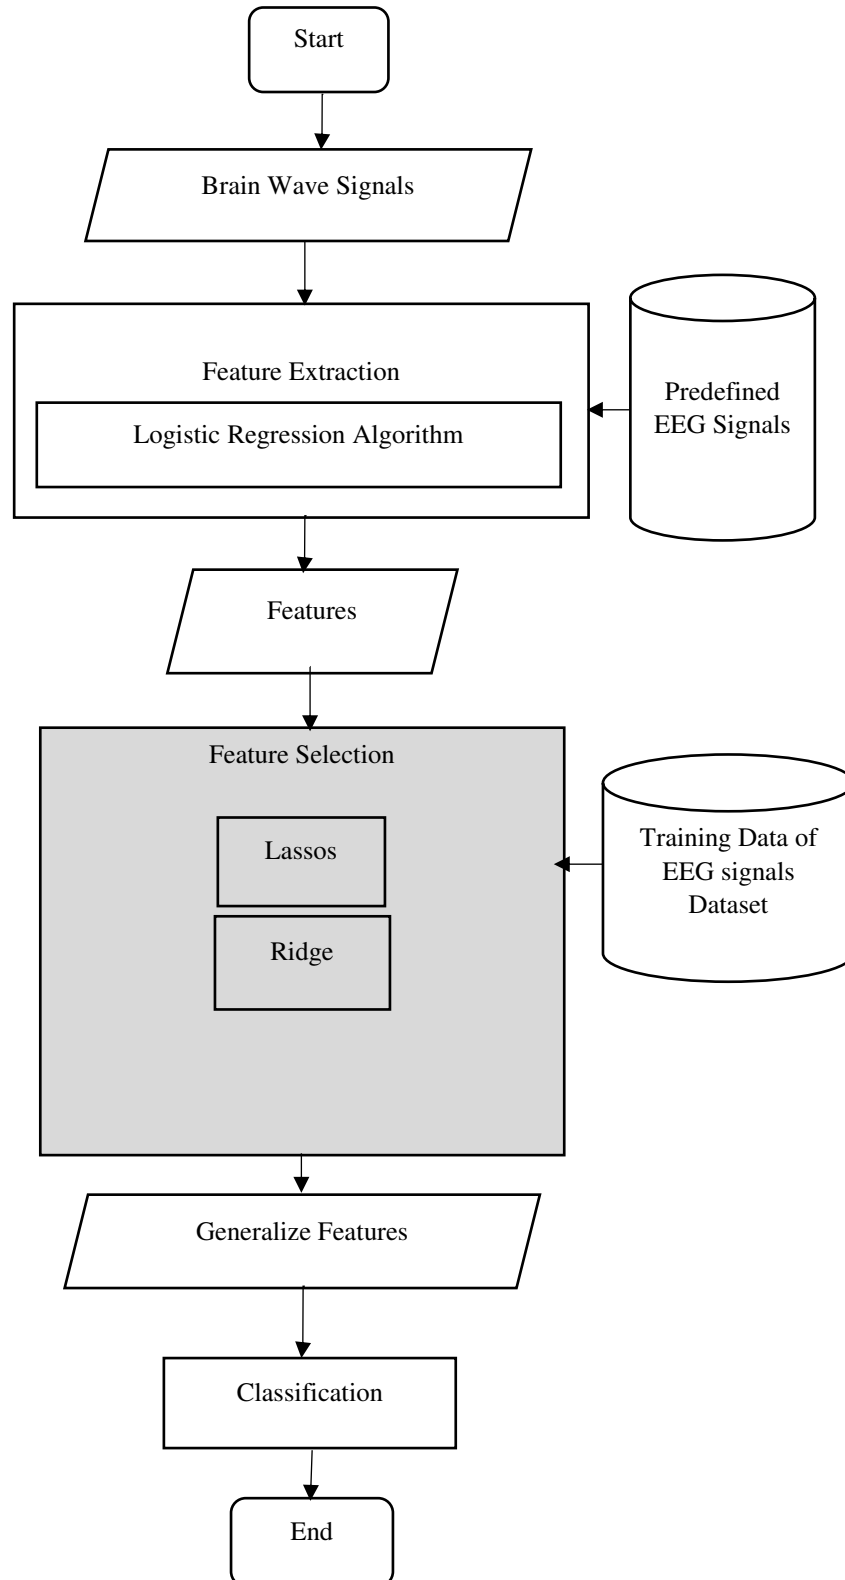 Start
Brain Wave Signals
Feature Extraction
Logistic Regression Algorithm
Predefined
EEG Signals
Features
Feature Selection
Lassos
Ridge
Training Data of
EEG signals
Dataset
Generalize Features
Classification
End